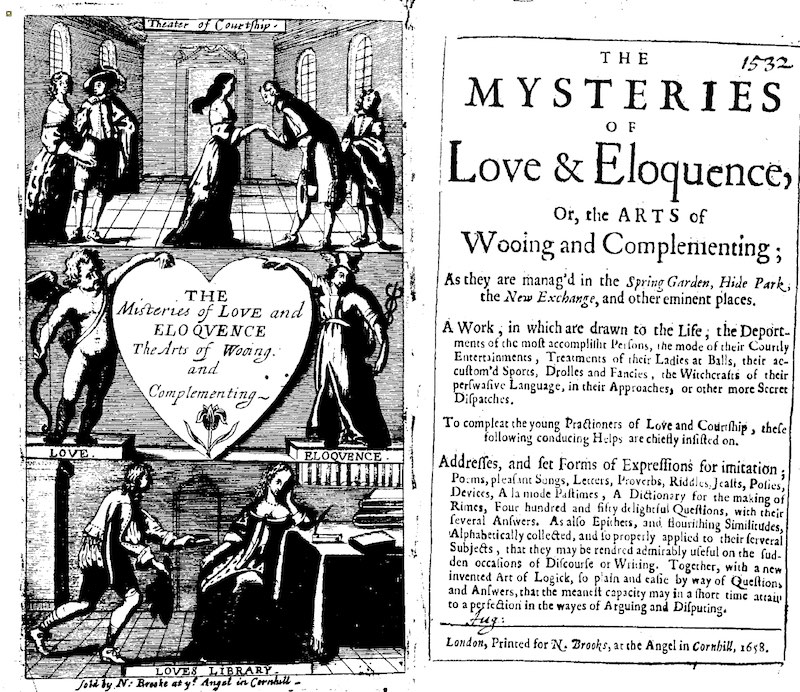 Theater of Courtship.
THE
Misteries of LOVE and
ELOQVENCE
The Arts of Wooing.
and
Complementing
LOVE.
ELOQVENCE.
LOVES LIBRARY.
Sold by N: Brooke at yᵉ Angel in Cornhill
1532
THE
MYSTERIES
OF
Love & Eloquence,
Or, the ARTS of
Wooing and Complementing;
As they are manag'd in the Spring Garden, Hide Park,
the New Exchange, and other eminent places.
A Work, in which are drawn to the Life, the Deport-
ments of the most accomplisht Persons, the mode of their Courtly
Entertainments, Treatments of their Ladies at Balls, their ac-
custom'd Sports, Drolles and Fancies, the Witchcrafts of their
perswasive Language, in their Approaches, or other more Secret
Dispatches.
To compleat the young Practioners of Love and Courtship, these
following conducing Helps are chiefly insisted on.
Addresses, and set Forms of Expressions for imitation;
Poems, pleasant Songs, Letters, Proverbs, Riddles, Jeasts, Posies,
Devices, A la mode Pastimes, A Dictionary for the making of
Rimes, Four hundred and fifty delightful Questions, with their
several Answers. As also Epithets, and flourishing Similitudes,
Alphabetically collected, and so properly applied to their serveral
Subjects, that they may be rendred admirably useful on the sud-
den occasions of Discourse or Writing. Together, with a new
invented Art of Logick, so plain and easie by way of Questions
and Answers, that the meanest capacity may in a short time attain
to a perfection in the wayes of Arguing and Disputing.
Aug:
London, Printed for N. Brooks, at the Angel in Cornhill, 1658.